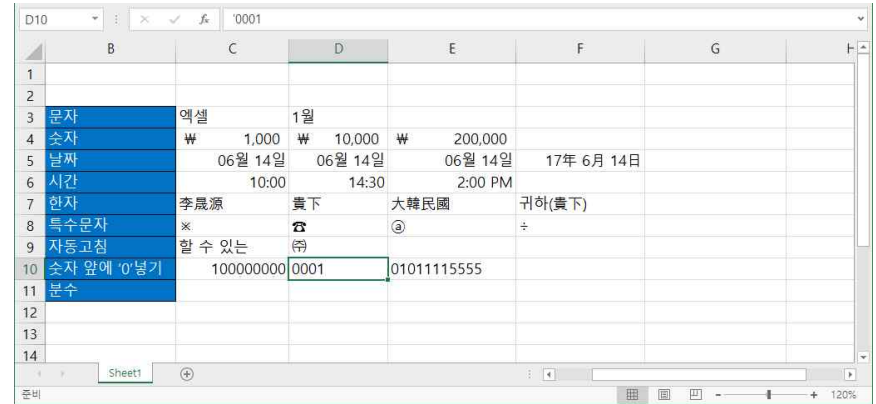 D10 fx '0001
B C D E F G H
1
2
3 문자 엑셀 1월
4 숫자 ₩ 1,000 ₩ 10,000 ₩ 200,000
5 날짜 06월 14일 06월 14일 06월 14일 17年 6月 14日
6 시간 10:00 14:30 2:00 PM
7 한자 李晟源 貴下 大韓民國 귀하(貴下)
8 특수문자 ※ ☎ ⓐ ÷
9 자동고침 할 수 있는 ㈜
10 숫자 앞에 '0'넣기 100000000 0001 01011115555
11 분수
12
13
14
Sheet1
준비 120%